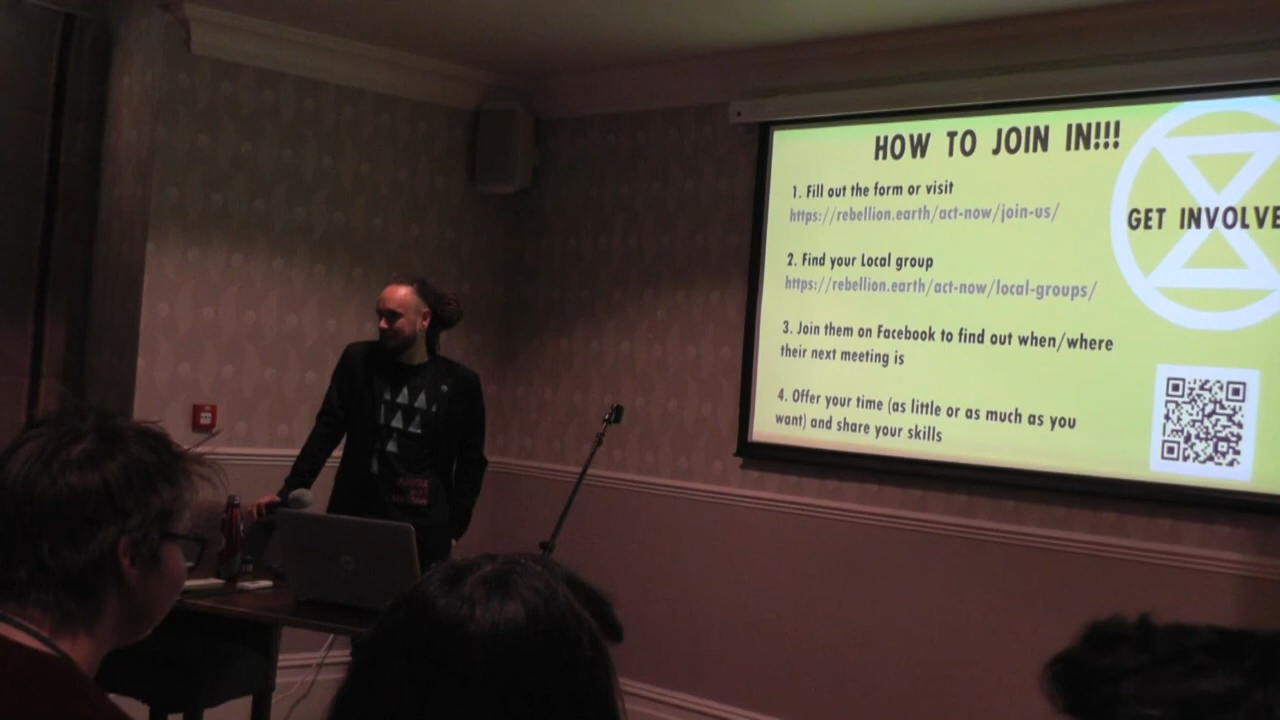 HOW TO JOIN IN!!!
1. Fill out the form or visit
https://rebellion.earth/act-now/join-us/
GET INVOLVE
2. Find your Local group
https://rebellion.earth/act-now/local-groups/
3. Join them on Facebook to find out when/where
their next meeting is
4. Offer your time (as little or as much as you
want) and share your skills